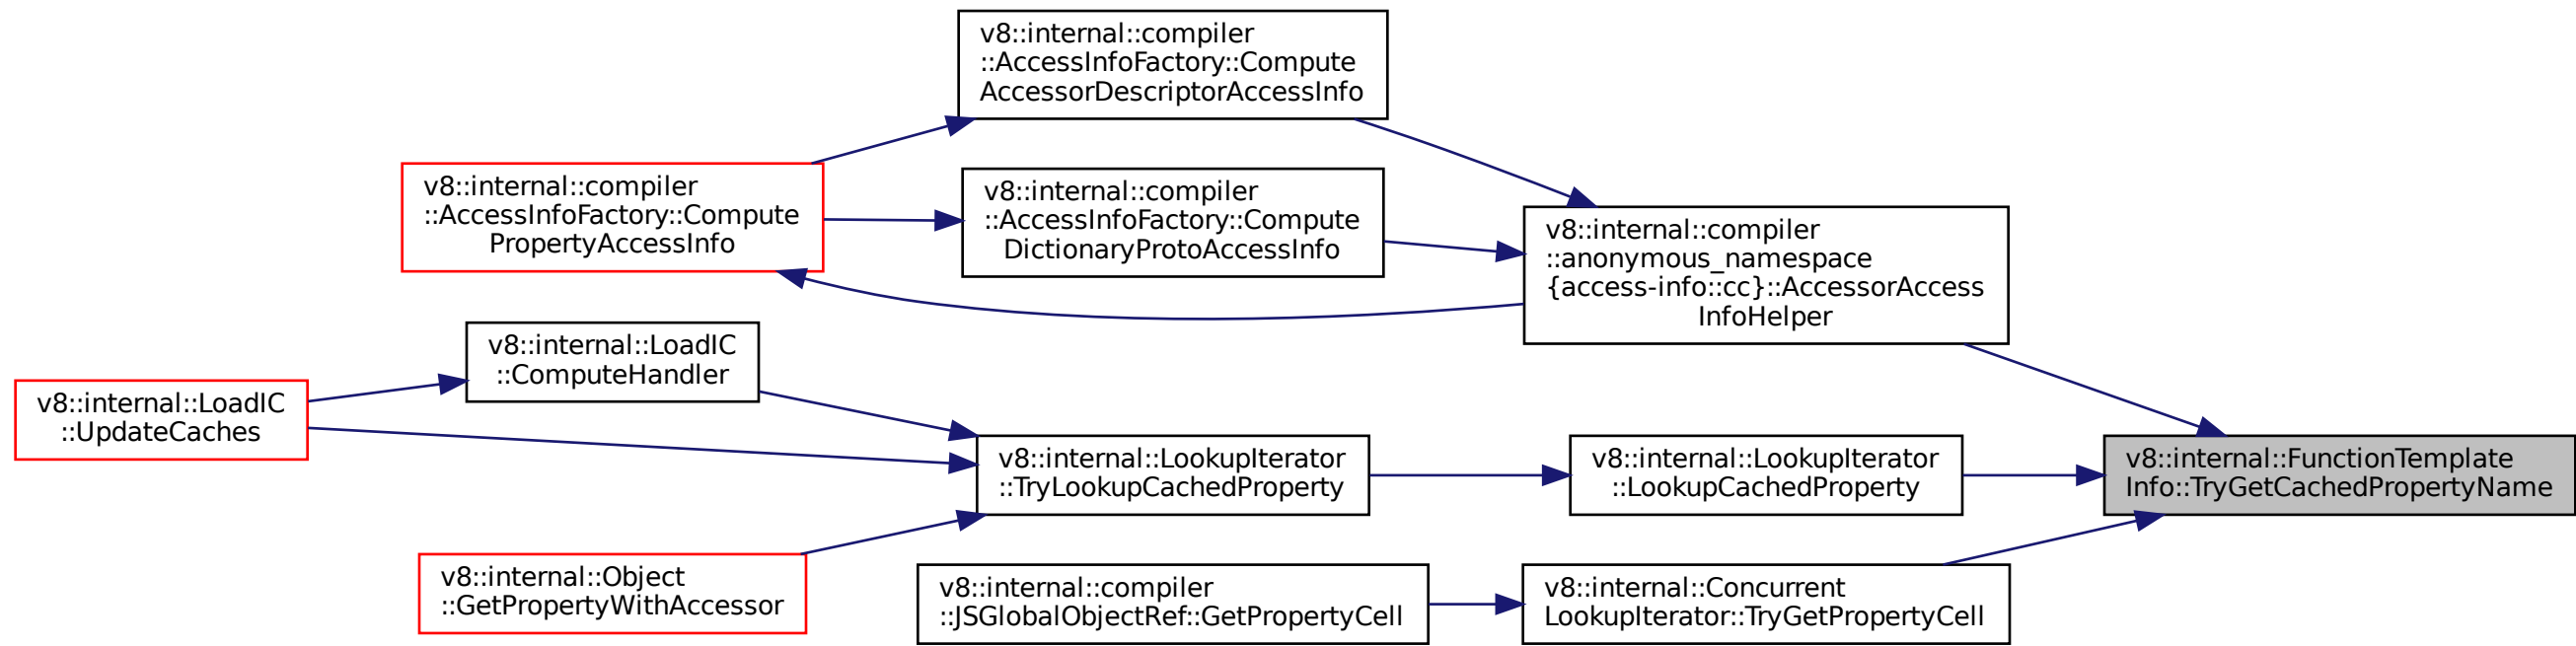 v8::internal::compiler
::AccessInfoFactory::Compute
AccessorDescriptorAccessInfo
v8::internal::compiler
::AccessInfoFactory::Compute
PropertyAccessInfo
v8::internal::compiler
::AccessInfoFactory::Compute
DictionaryProtoAccessInfo
v8::internal::compiler
::anonymous_namespace
{access-info::cc}::AccessorAccess
InfoHelper
v8::internal::LoadIC
::ComputeHandler
v8::internal::LoadIC
::UpdateCaches
v8::internal::LookupIterator
::TryLookupCachedProperty
v8::internal::LookupIterator
::LookupCachedProperty
v8::internal::FunctionTemplate
Info::TryGetCachedPropertyName
v8::internal::Object
::GetPropertyWithAccessor
v8::internal::compiler
::JSGlobalObjectRef::GetPropertyCell
v8::internal::Concurrent
LookupIterator::TryGetPropertyCell